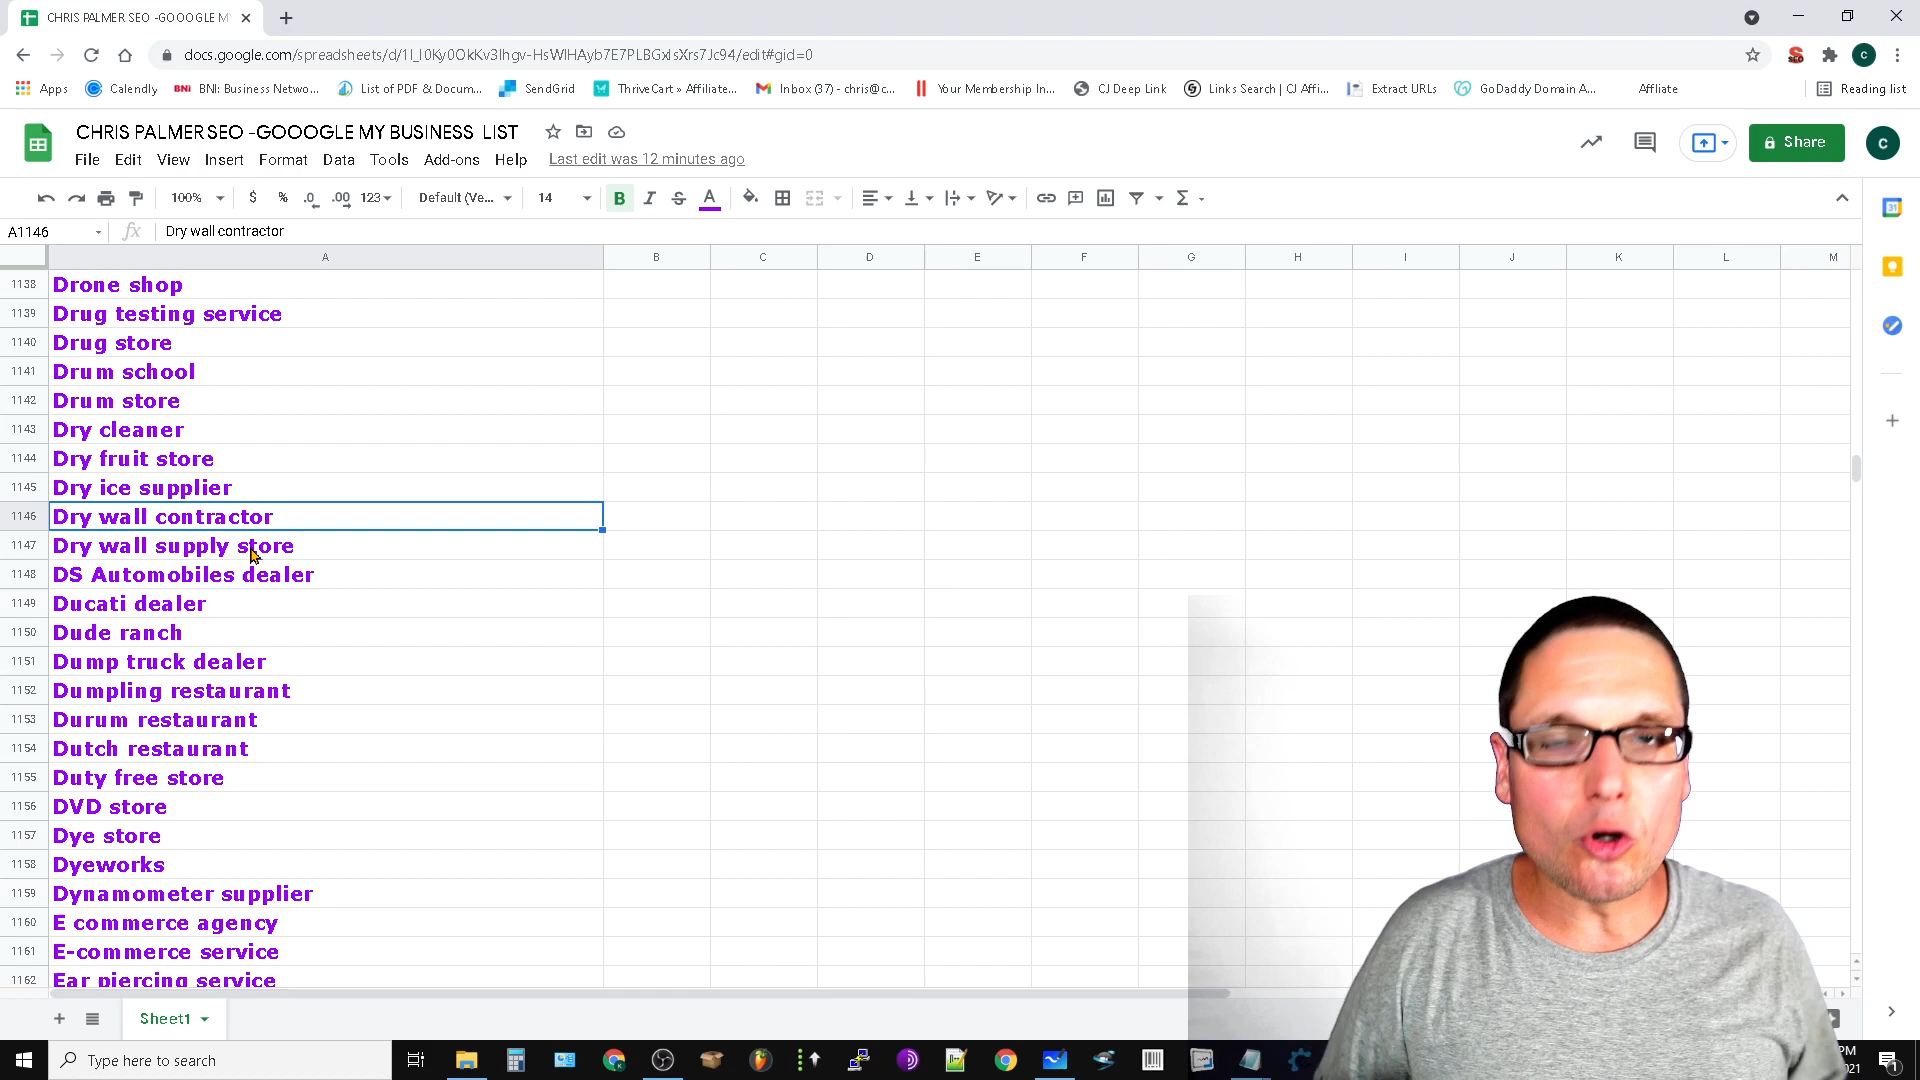 CHRIS PALMER SEO -GOOOGLE M
docs.google.com/spreadsheets/d/1I_I0Ky0OkKv3Ihgv-HsWIHAyb7E7PLBGxIsXrs7Jc94/edit#gid=0
Apps Calendly BNI BNI: Business Netwo... List of PDF & Docum... SendGrid ThriveCart » Affiliate... Inbox (37) - chris@c... Your Membership In... CJ Deep Link Links Search | CJ Affi... Extract URLs GoDaddy Domain A... Affliate Reading list
CHRIS PALMER SEO -GOOOGLE MY BUSINESS LIST
File Edit View Insert Format Data Tools Add-ons Help Last edit was 12 minutes ago
Share
C
100% $ % .0 .00 123 Default (Ve... 14 B I S A
31
A1146 fx Dry wall contractor
A B C D E F G H I J K L M
1138 Drone shop
1139 Drug testing service
1140 Drug store
1141 Drum school
1142 Drum store
1143 Dry cleaner
1144 Dry fruit store
1145 Dry ice supplier
1146 Dry wall contractor
1147 Dry wall supply store
1148 DS Automobiles dealer
1149 Ducati dealer
1150 Dude ranch
1151 Dump truck dealer
1152 Dumpling restaurant
1153 Durum restaurant
1154 Dutch restaurant
1155 Duty free store
1156 DVD store
1157 Dye store
1158 Dyeworks
1159 Dynamometer supplier
1160 E commerce agency
1161 E-commerce service
1162 Ear piercing service
Sheet1
Type here to search
PM
021
1